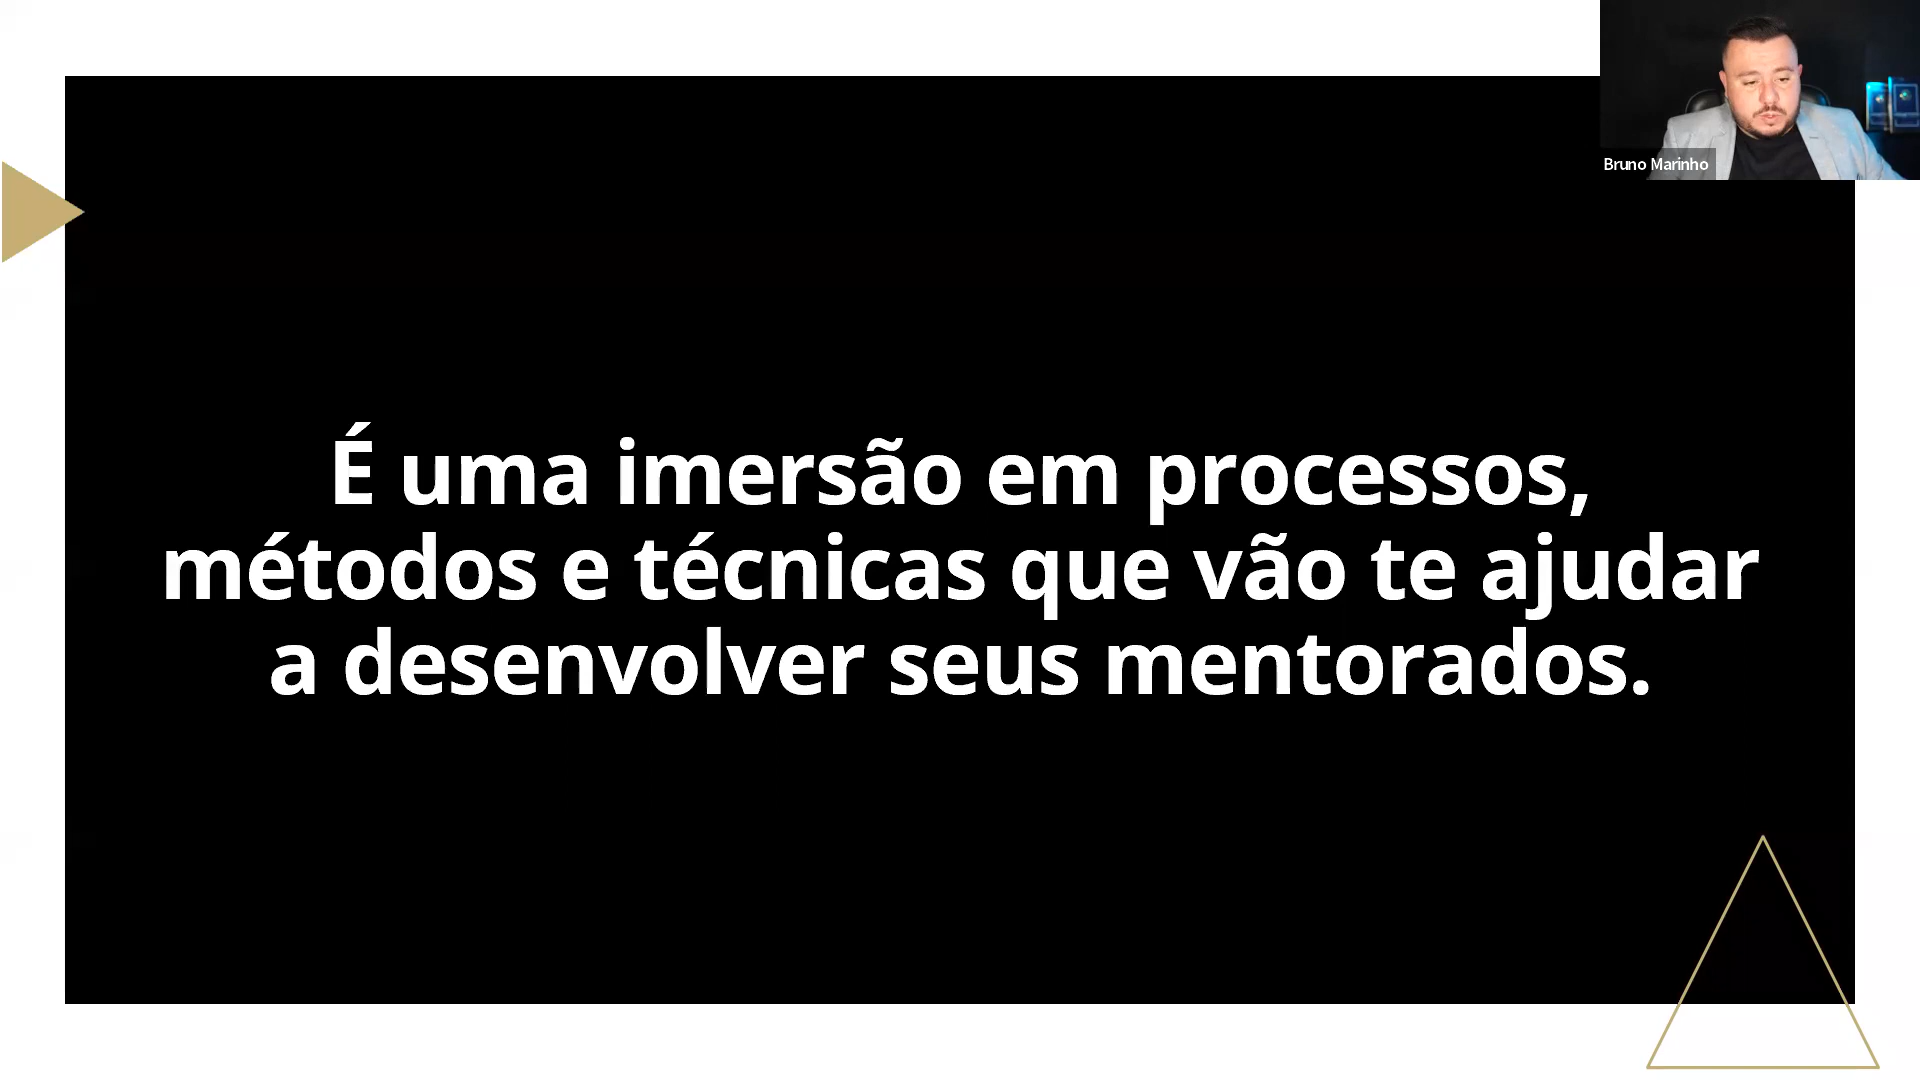 Bruno Marinho
É uma imersão em processos,
métodos e técnicas que vão te ajudar
a desenvolver seus mentorados.